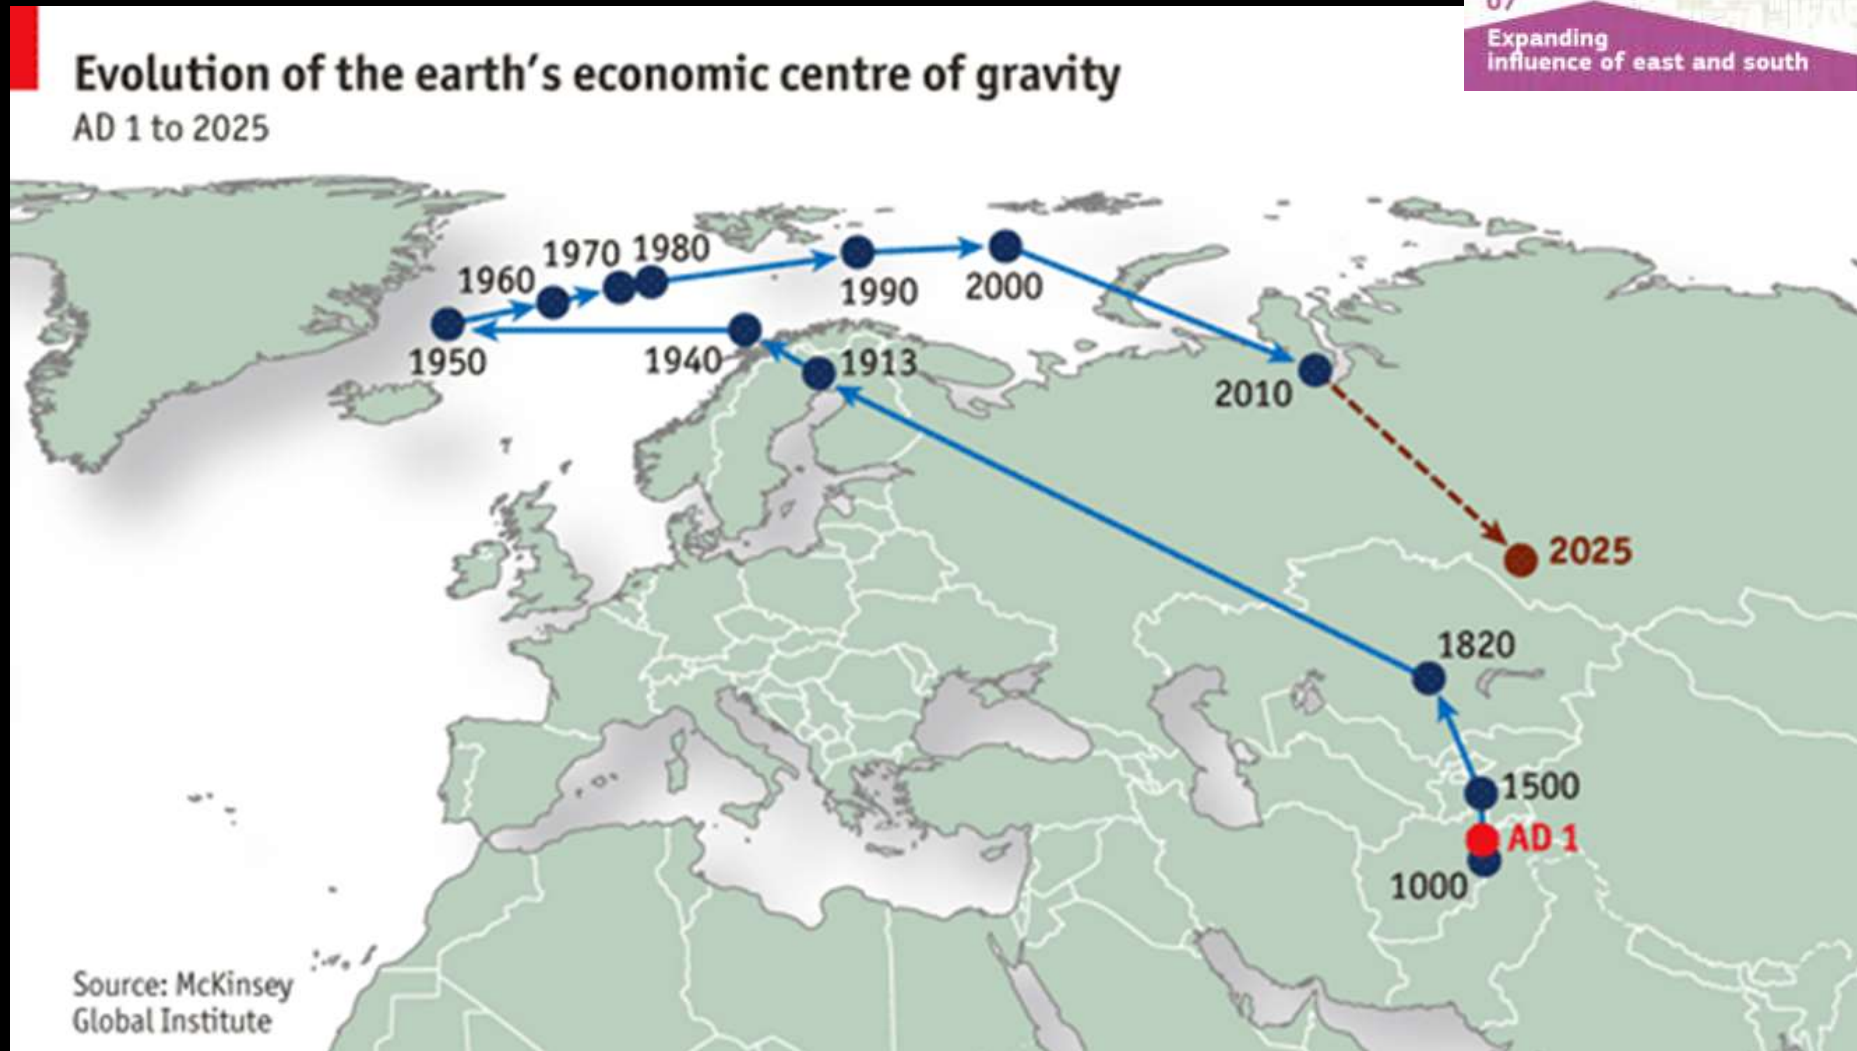 07
Expanding
influence of east and south
Evolution of the earth's economic centre of gravity
AD 1 to 2025
1970 1980
1960
1990 2000
1950
1940
1913
2010
2025
1820
1500
AD 1
1000
Source: McKinsey
Global Institute